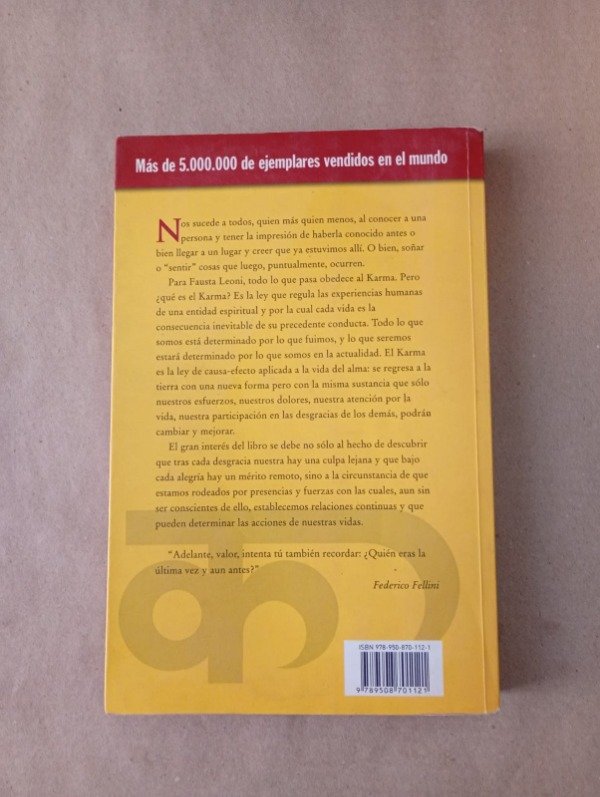 Más de 5.000.000 de ejemplares vendidos en el mundo
Nos sucede a todos, quien más quien menos, al conocer a una
persona y tener la impresión de haberla conocido antes o
bien llegar a un lugar y creer que ya estuvimos allí. O bien, soñar
o “sentir” cosas que luego, puntualmente, ocurren.
Para Fausta Leoni, todo lo que pasa obedece al Karma. Pero
¿qué es el Karma? Es la ley que regula las experiencias humanas
de una entidad espiritual y por la cual cada vida es la
consecuencia inevitable de su precedente conducta. Todo lo que
somos está determinado por lo que fuimos, y lo que seremos
estará determinado por lo que somos en la actualidad. El Karma
es la ley de causa-efecto aplicada a la vida del alma: se regresa a la
tierra con una nueva forma pero con la misma sustancia que sólo
nuestros esfuerzos, nuestros dolores, nuestra atención por la
vida, nuestra participación en las desgracias de los demás, podrán
cambiar y mejorar.
El gran interés del libro se debe no sólo al hecho de descubrir
que tras cada desgracia nuestra hay una culpa lejana y que bajo
cada alegría hay un mérito remoto, sino a la circunstancia de que
estamos rodeados por presencias y fuerzas con las cuales, aun sin
ser conscientes de ello, establecemos relaciones continuas y que
pueden determinar las acciones de nuestras vidas.
“Adelante, valor, intenta tú también recordar: ¿Quién eras la
última vez y aun antes?”
Federico Fellini
क
ISBN 978-950-870-112-1
9 789508 701121